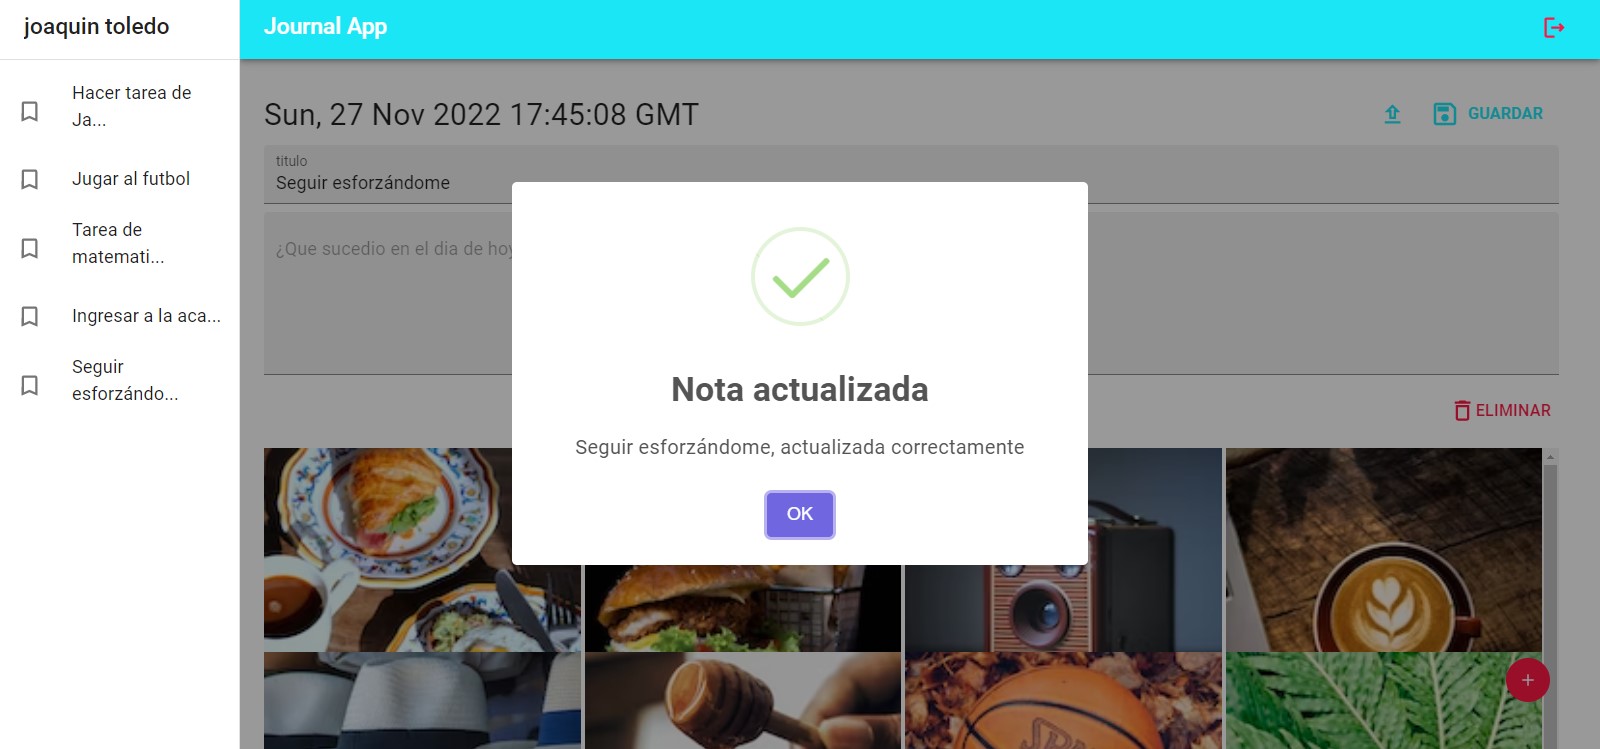 joaquin toledo
Journal App
Hacer tarea de
Ja...
Jugar al futbol
Tarea de
matemati...
Ingresar a la aca...
Seguir
esforzándo...
Sun, 27 Nov 2022 17:45:08 GMT
GUARDAR
titulo
Seguir esforzándome
¿Que sucedio en el dia de hoy
Nota actualizada
Seguir esforzándome, actualizada correctamente
OK
ELIMINAR
+